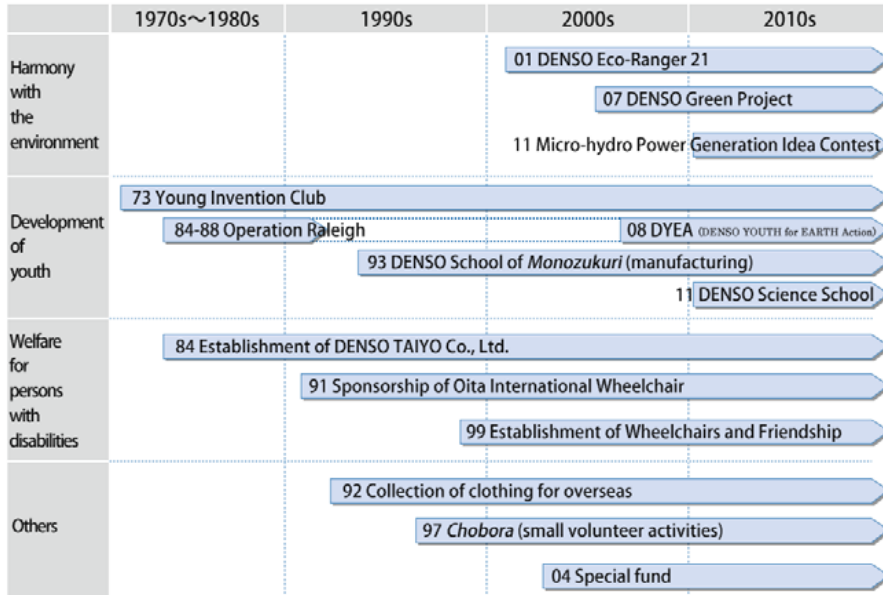 1970s～1980s 1990s 2000s 2010s
Harmony
with
the
environment
01 DENSO Eco-Ranger 21
07 DENSO Green Project
11 Micro-hydro Power Generation Idea Contest
Development
of
youth
73 Young Invention Club
84-88 Operation Raleigh
08 DYEA (DENSO YOUTH for EARTH Action)
93 DENSO School of Monozukuri (manufacturing)
11 DENSO Science School
Welfare
for
persons
with
disabilities
84 Establishment of DENSO TAIYO Co., Ltd.
91 Sponsorship of Oita International Wheelchair
99 Establishment of Wheelchairs and Friendship
Others
92 Collection of clothing for overseas
97 Chobora (small volunteer activities)
04 Special fund